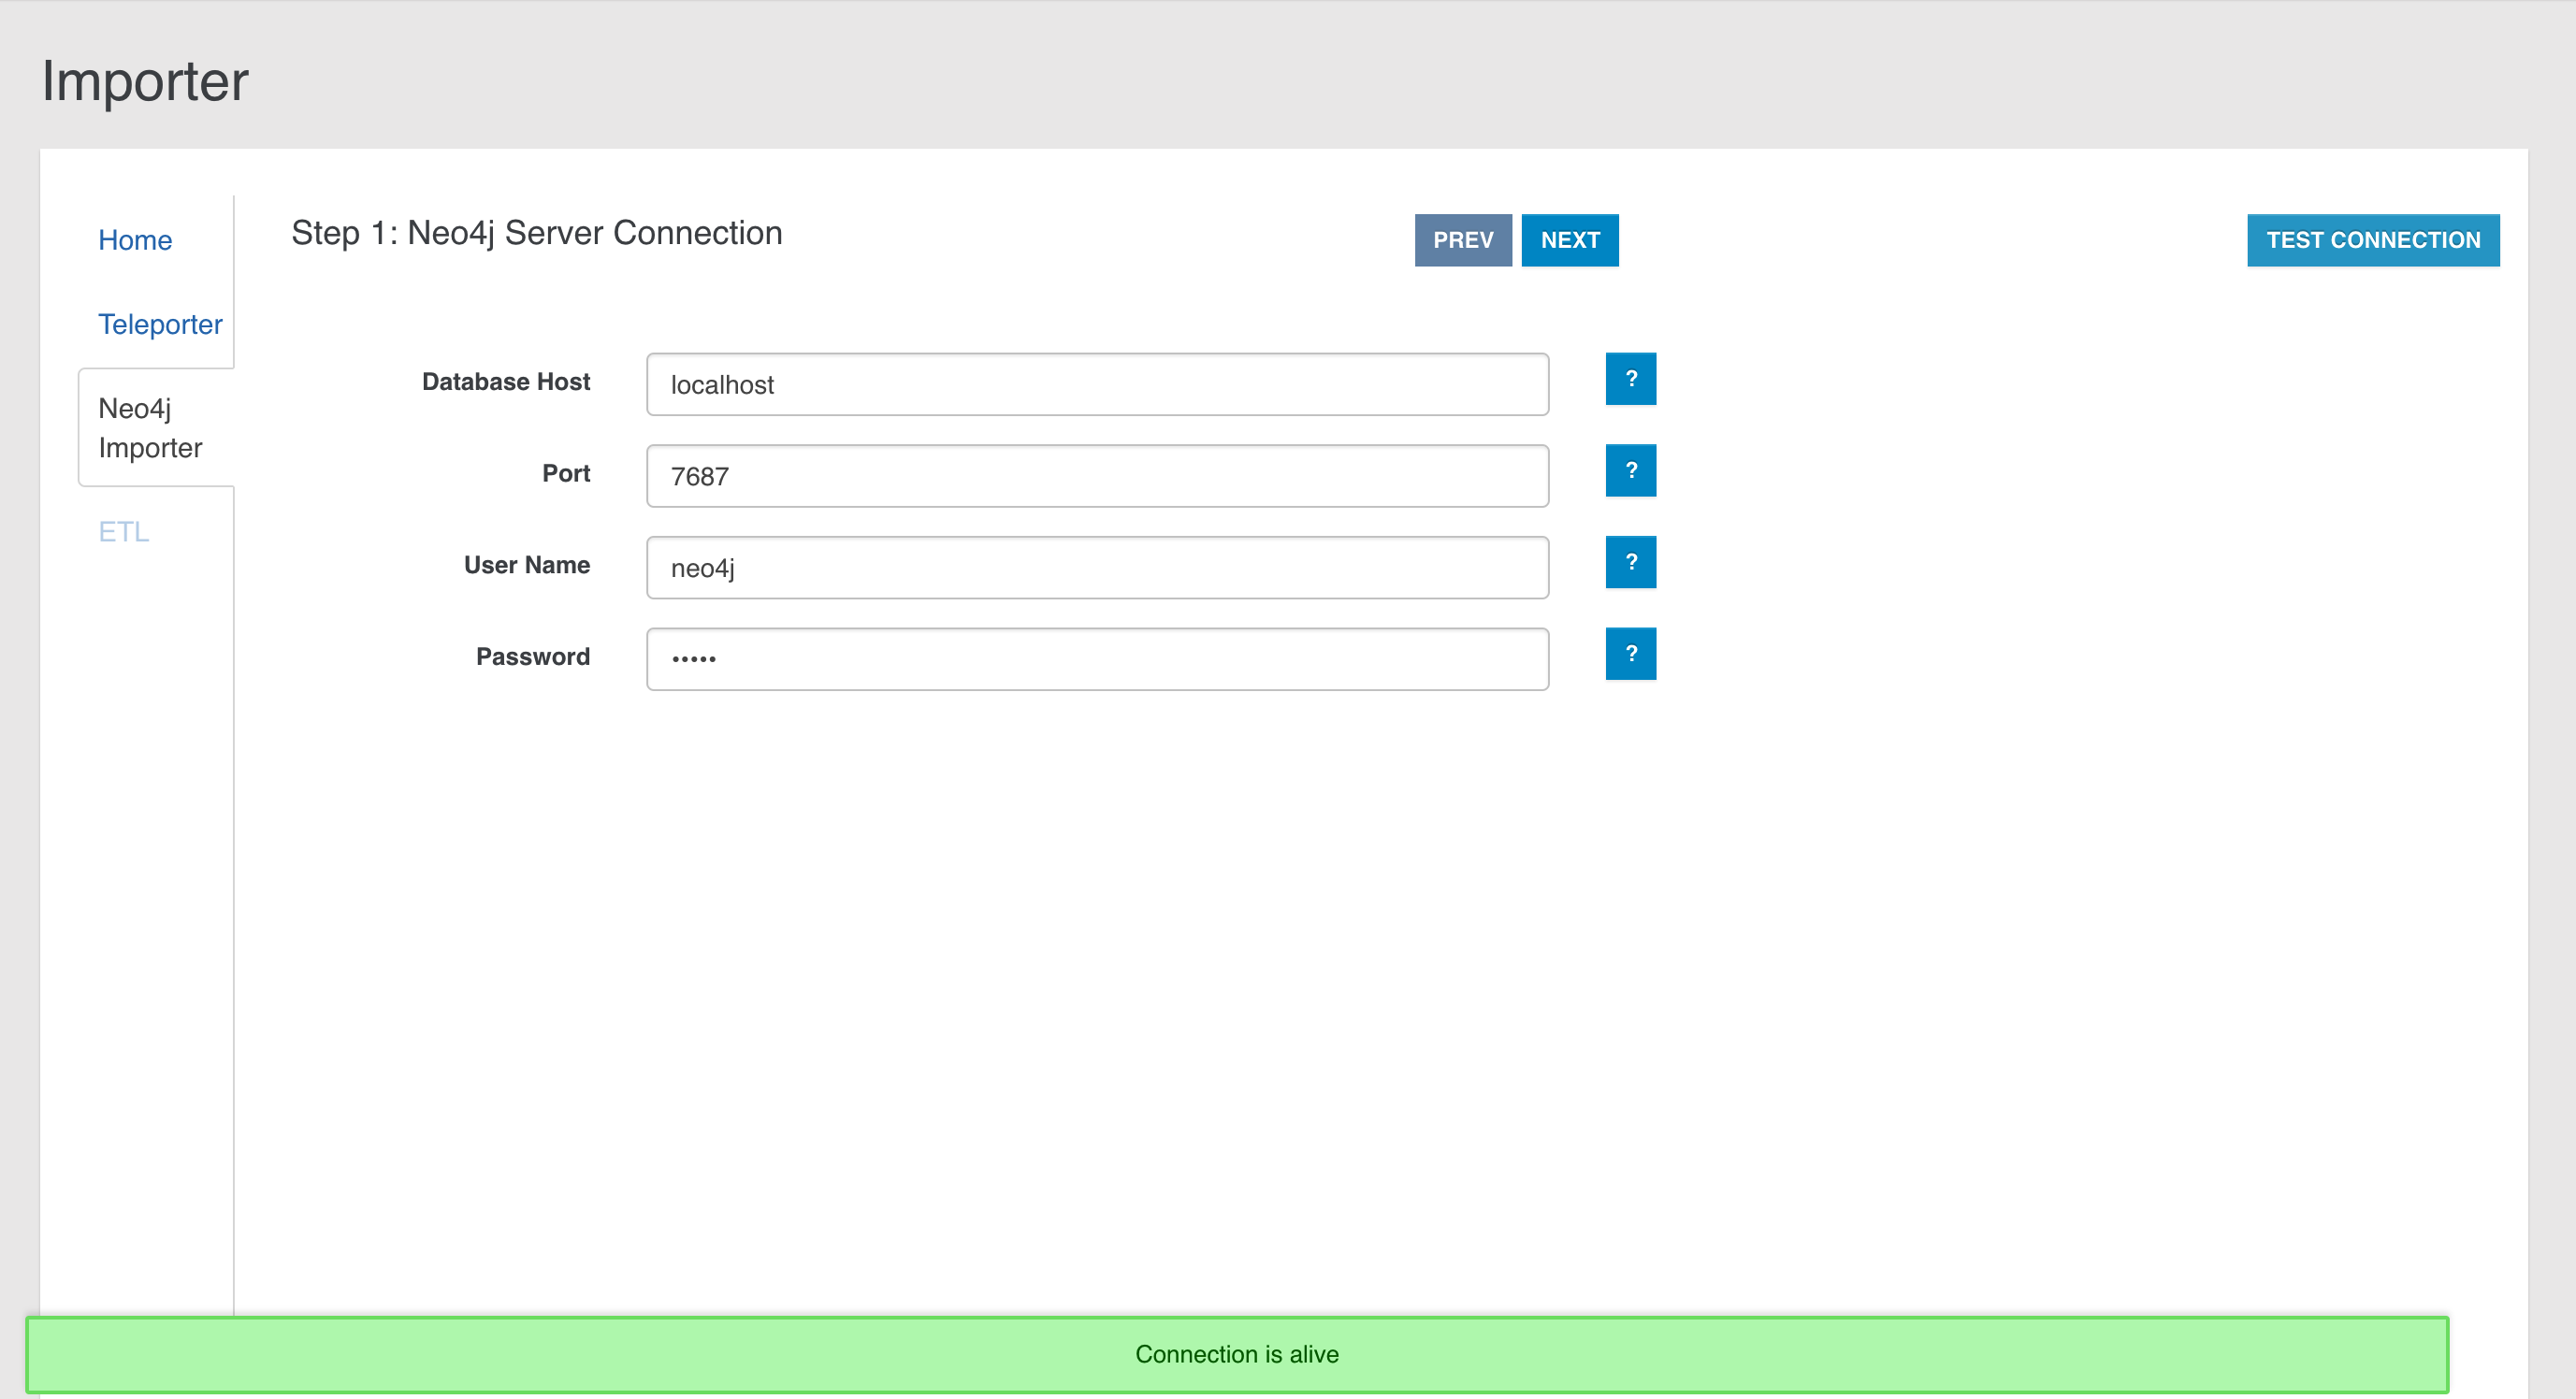 Importer
Home
Teleporter
Neo4j
Importer
ETL
Step 1: Neo4j Server Connection
PREV
NEXT
TEST CONNECTION
Database Host
localhost
?
Port
7687
?
User Name
neo4j
?
Password
•••••
?
Connection is alive